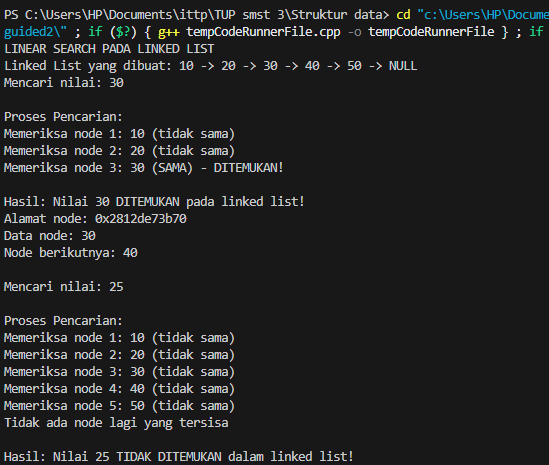 PS C:\Users\HP\Documents\ittp\TUP smst 3\Struktur data> cd "c:\Users\HP\Docume
guided2\" ; if ($?) { g++ tempCodeRunnerFile.cpp -o tempCodeRunnerFile } ; if
LINEAR SEARCH PADA LINKED LIST
Linked List yang dibuat: 10 -> 20 -> 30 -> 40 -> 50 -> NULL
Mencari nilai: 30

Proses Pencarian:
Memeriksa node 1: 10 (tidak sama)
Memeriksa node 2: 20 (tidak sama)
Memeriksa node 3: 30 (SAMA) - DITEMUKAN!

Hasil: Nilai 30 DITEMUKAN pada linked list!
Alamat node: 0x2812de73b70
Data node: 30
Node berikutnya: 40

Mencari nilai: 25

Proses Pencarian:
Memeriksa node 1: 10 (tidak sama)
Memeriksa node 2: 20 (tidak sama)
Memeriksa node 3: 30 (tidak sama)
Memeriksa node 4: 40 (tidak sama)
Memeriksa node 5: 50 (tidak sama)
Tidak ada node lagi yang tersisa

Hasil: Nilai 25 TIDAK DITEMUKAN dalam linked list!